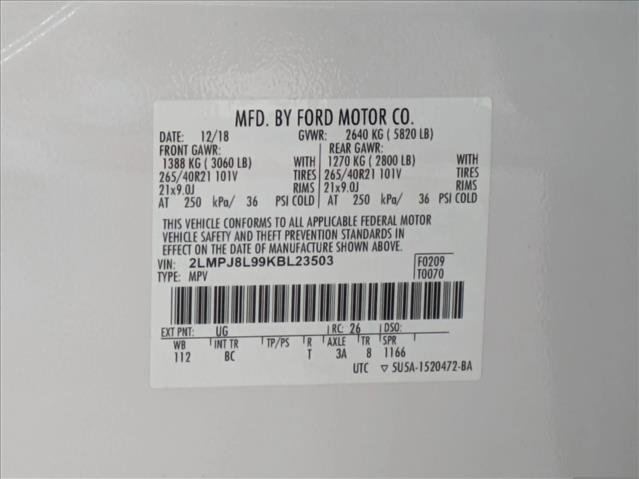 MFD. BY FORD MOTOR CO.
DATE: 12/18 GVWR: 2640 KG ( 5820 LB)
FRONT GAWR: REAR GAWR:
1388 KG ( 3060 LB) WITH 1270 KG ( 2800 LB) WITH
265/40R21 101V TIRES 265/40R21 101V TIRES
21x9.0J RIMS 21x9.0J RIMS
AT 250 kPa/ 36 PSI COLD AT 250 kPa/ 36 PSI COLD
THIS VEHICLE CONFORMS TO ALL APPLICABLE FEDERAL MOTOR
VEHICLE SAFETY AND THEFT PREVENTION STANDARDS IN
EFFECT ON THE DATE OF MANUFACTURE SHOWN ABOVE.
VIN: 2LMPJ8L99KBL23503 F0209
TYPE: MPV T0070
EXT PNT: UG RC: 26 DSO:
WB INT TR TP/PS R AXLE TR SPR
112 BC T 3A 8 1166
UTC ▽ 5U5A-1520472-BA